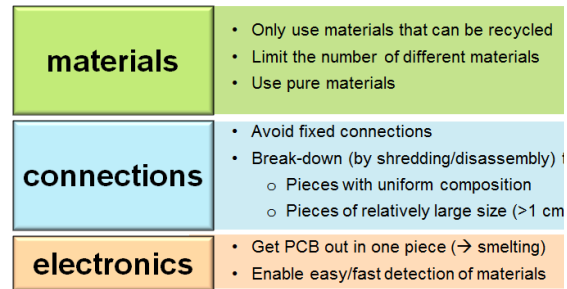 materials
• Only use materials that can be recycled
• Limit the number of different materials
• Use pure materials
connections
• Avoid fixed connections
• Break-down (by shredding/disassembly)
o Pieces with uniform composition
o Pieces of relatively large size (>1 cm
electronics
• Get PCB out in one piece (→ smelting)
• Enable easy/fast detection of materials